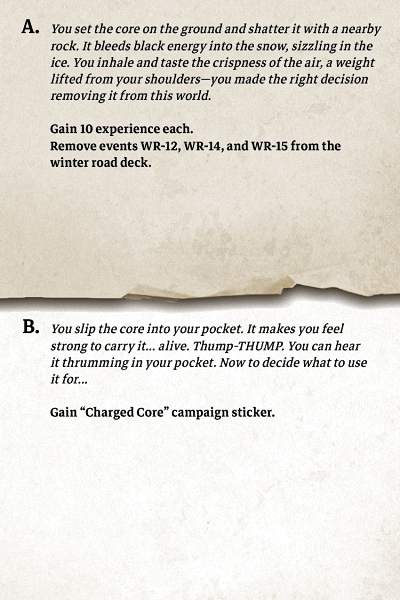 A. You set the core on the ground and shatter it with a nearby
rock. It bleeds black energy into the snow, sizzling in the
ice. You inhale and taste the crispness of the air, a weight
lifted from your shoulders—you made the right decision
removing it from this world.
Gain 10 experience each.
Remove events WR-12, WR-14, and WR-15 from the
winter road deck.
B. You slip the core into your pocket. It makes you feel
strong to carry it... alive. Thump-THUMP. You can hear
it thrumming in your pocket. Now to decide what to use
it for...
Gain “Charged Core” campaign sticker.